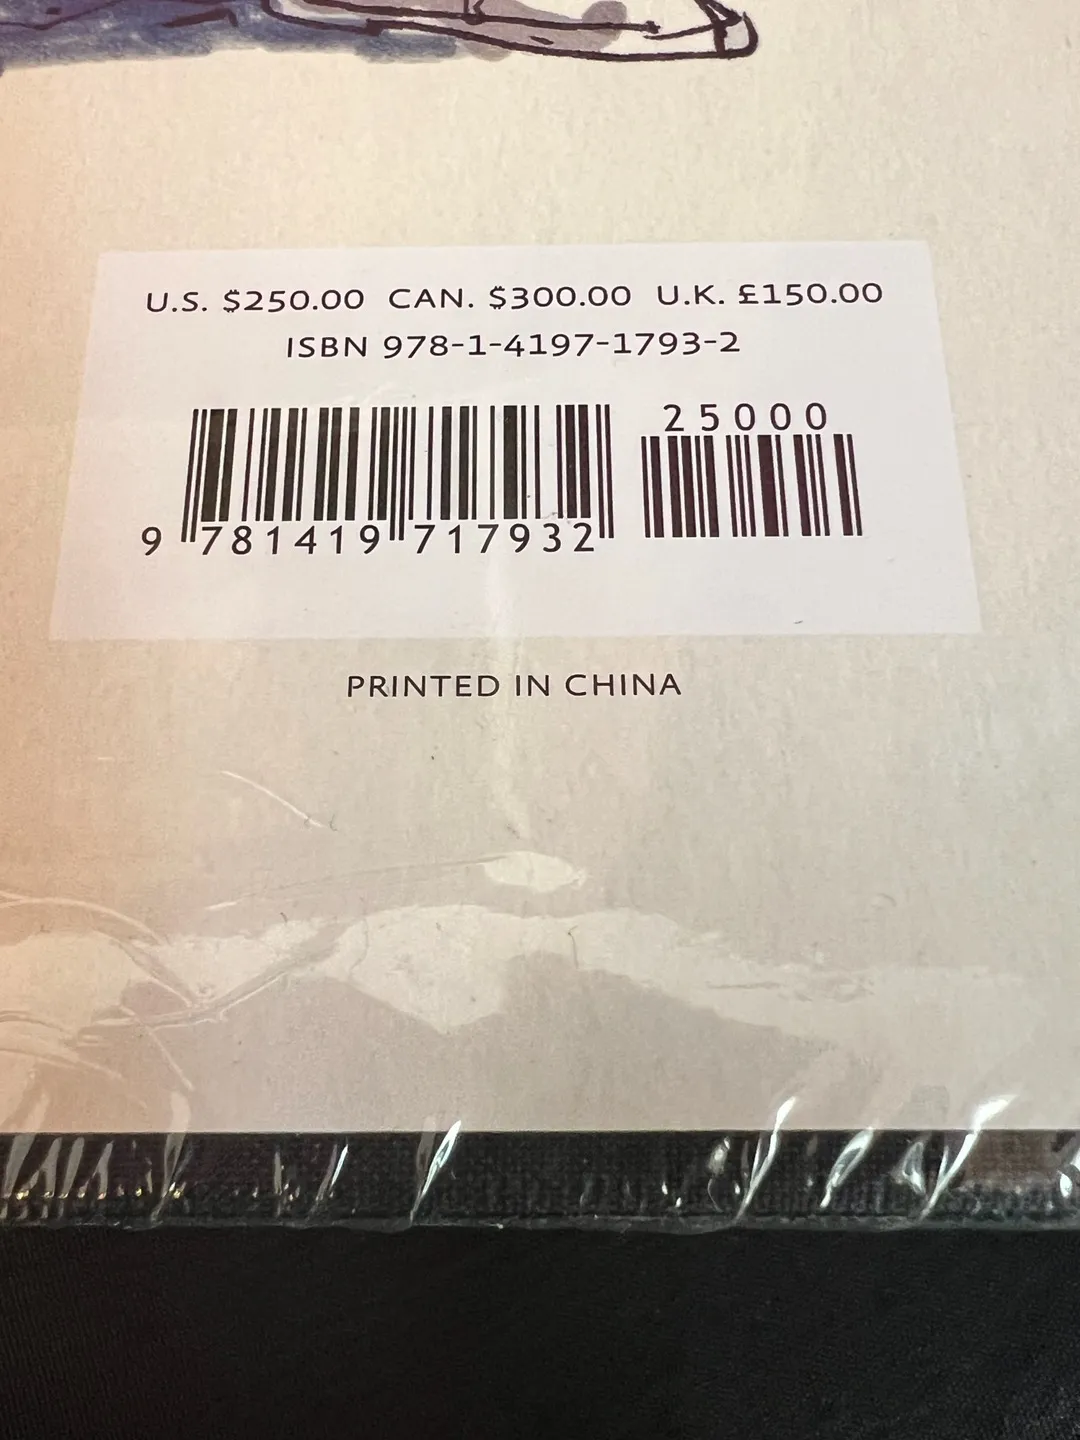 U.S. $250.00 CAN. $300.00 U.K. £150.00
ISBN 978-1-4197-1793-2
25000
9 781419 717932
PRINTED IN CHINA